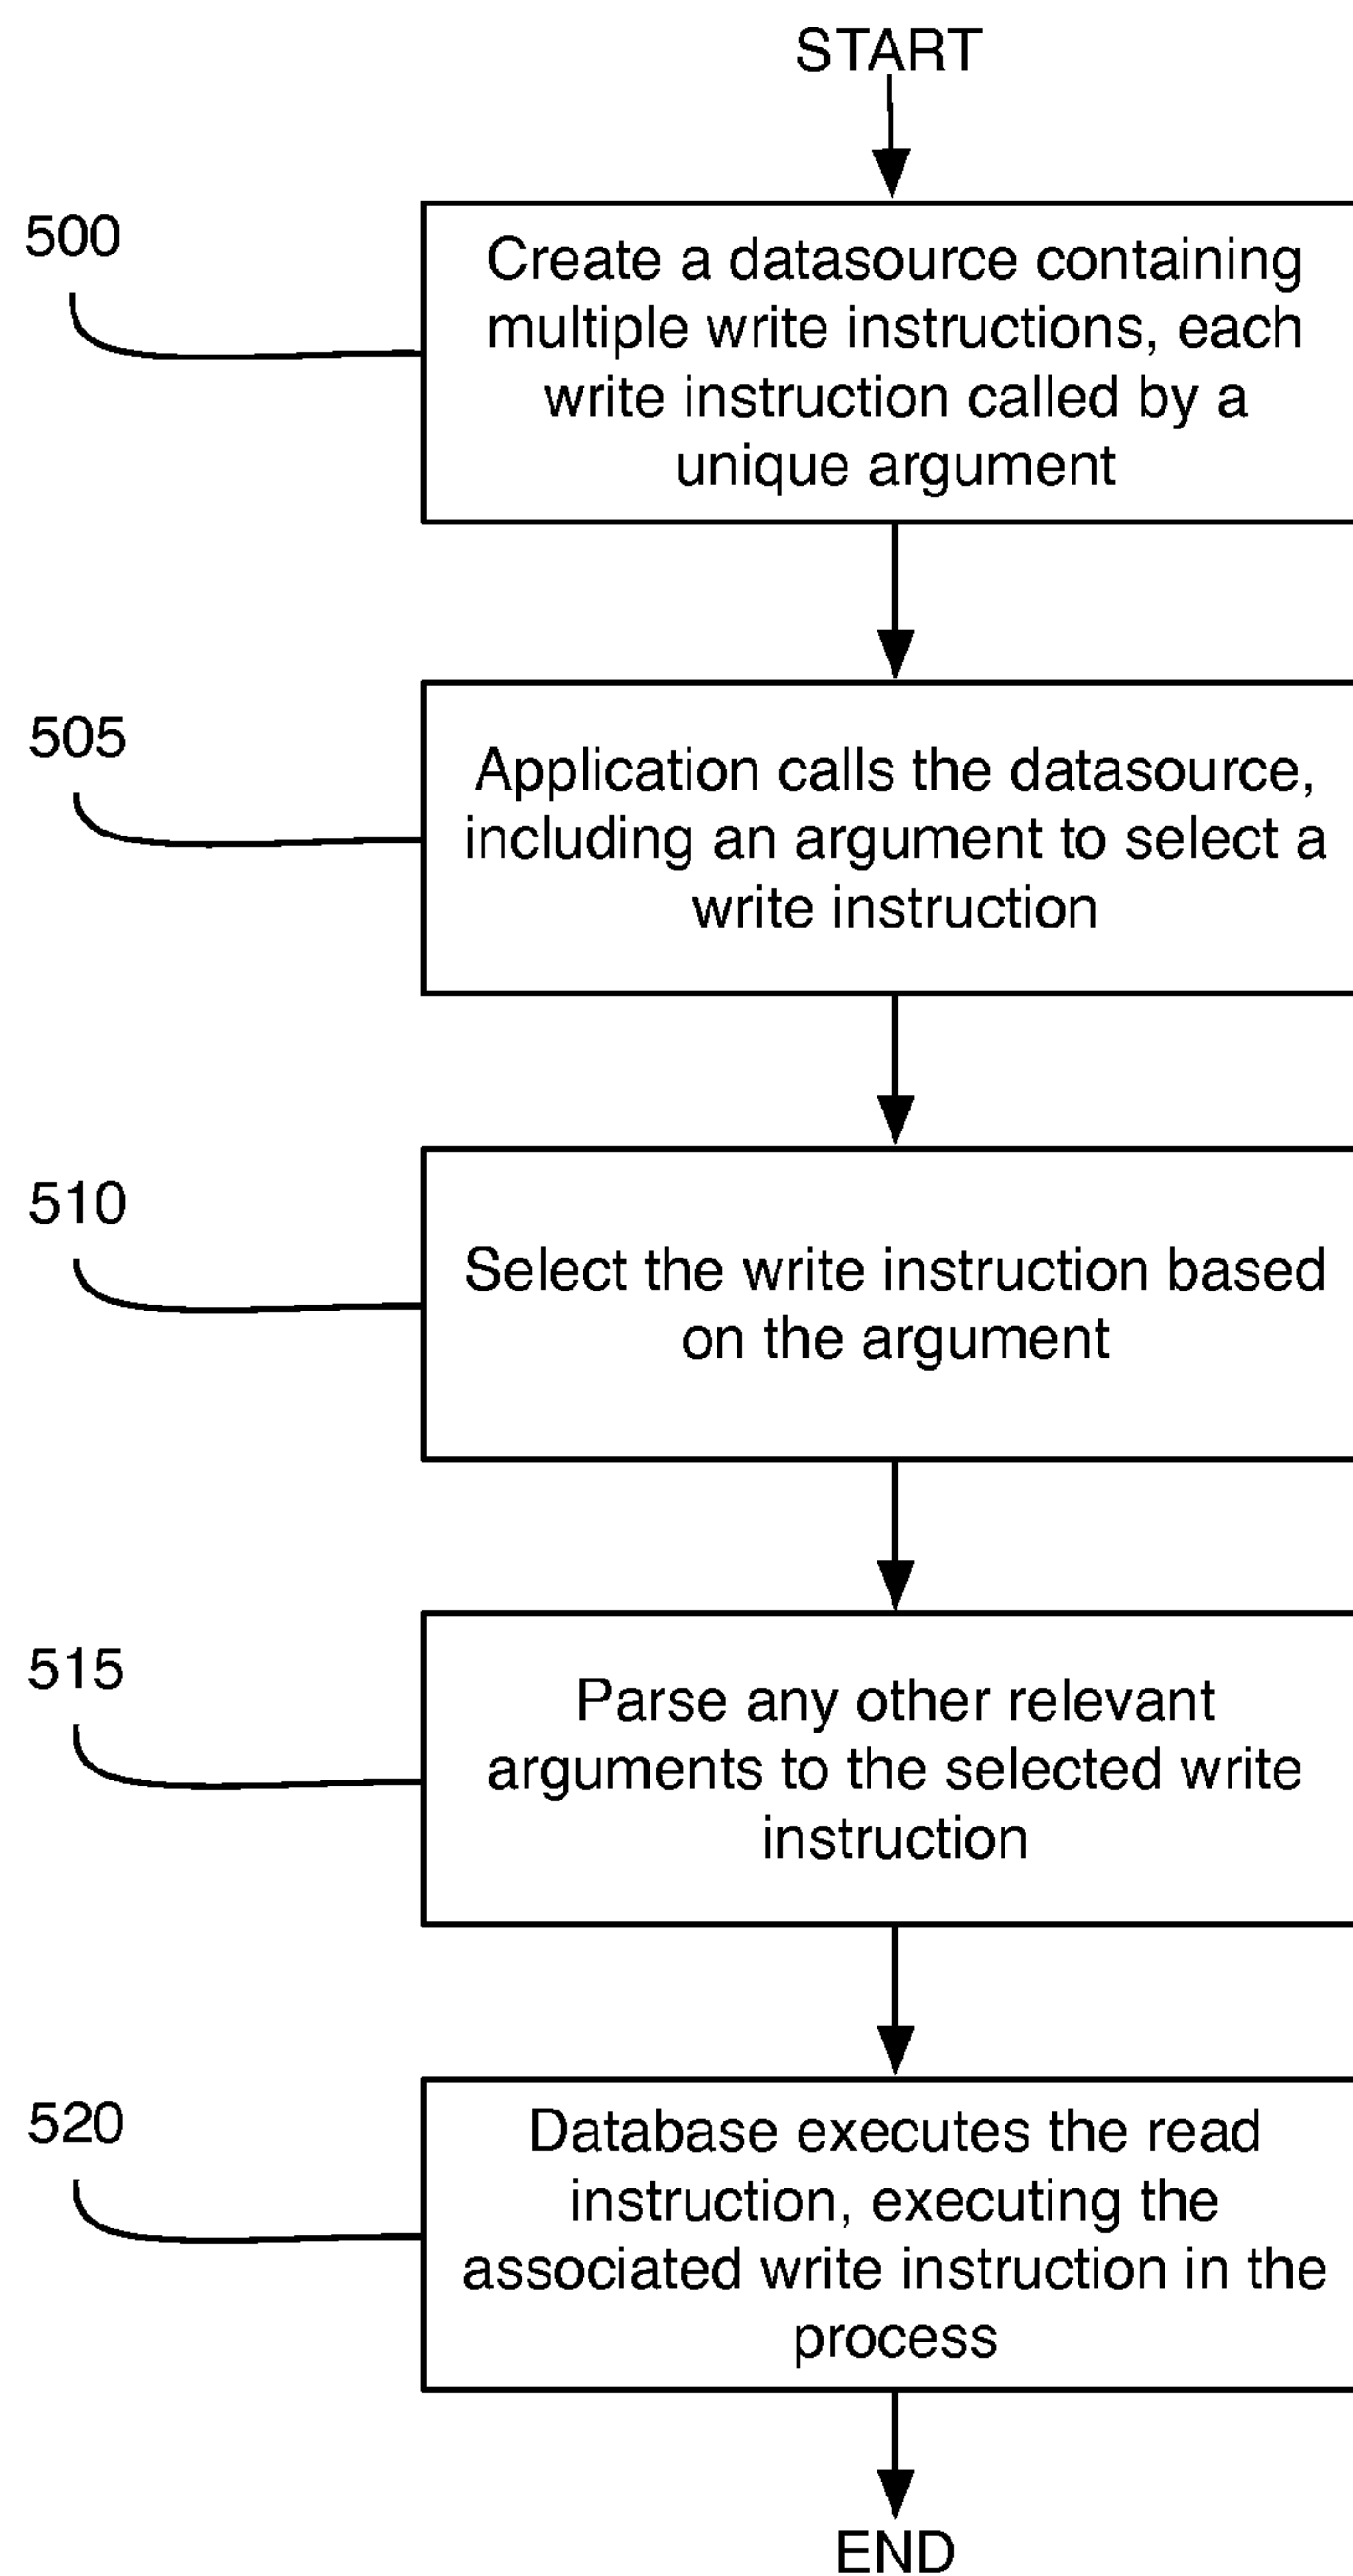 START
500
Create a datasource containing
multiple write instructions, each
write instruction called by a
unique argument
505
Application calls the datasource,
including an argument to select a
write instruction
510
Select the write instruction based
on the argument
515
Parse any other relevant
arguments to the selected write
instruction
520
Database executes the read
instruction, executing the
associated write instruction in the
process
END